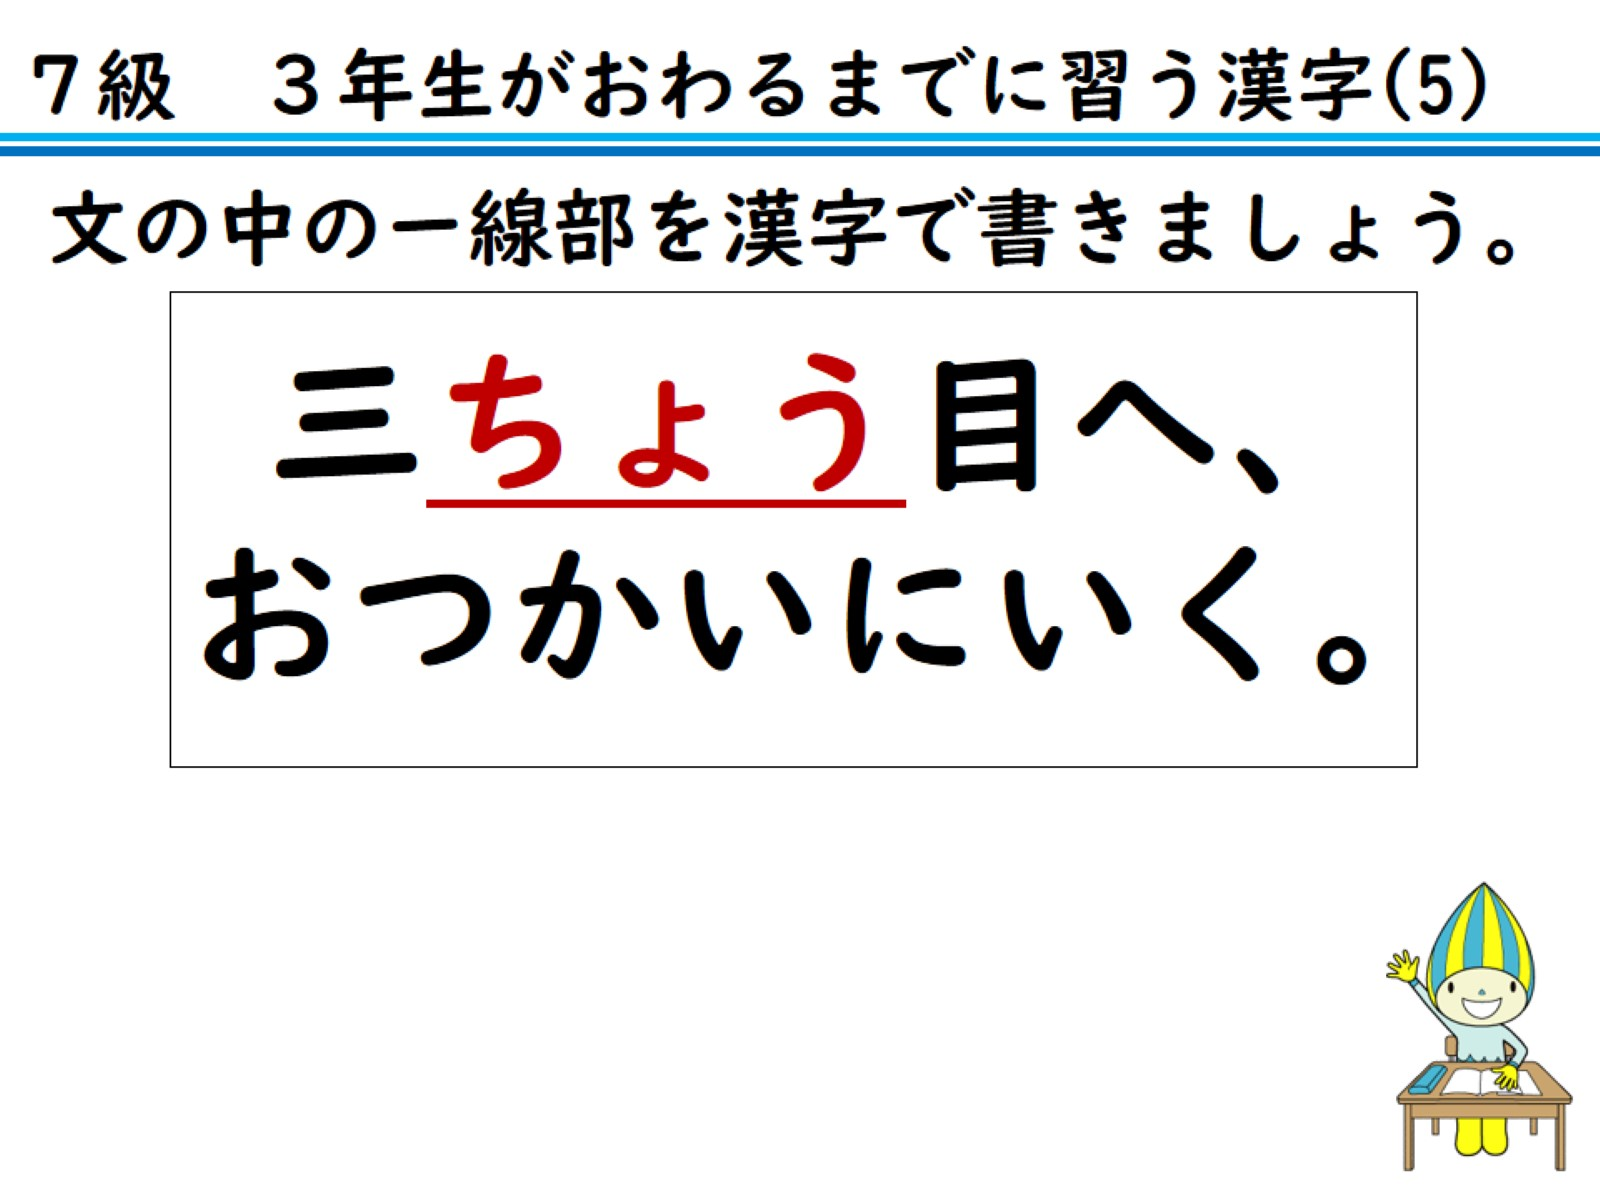 ７級　３年生がおわるまでに習う漢字(5)
文の中の―線部を漢字で書きましょう。
三ちょう目へ、
おつかいにいく。